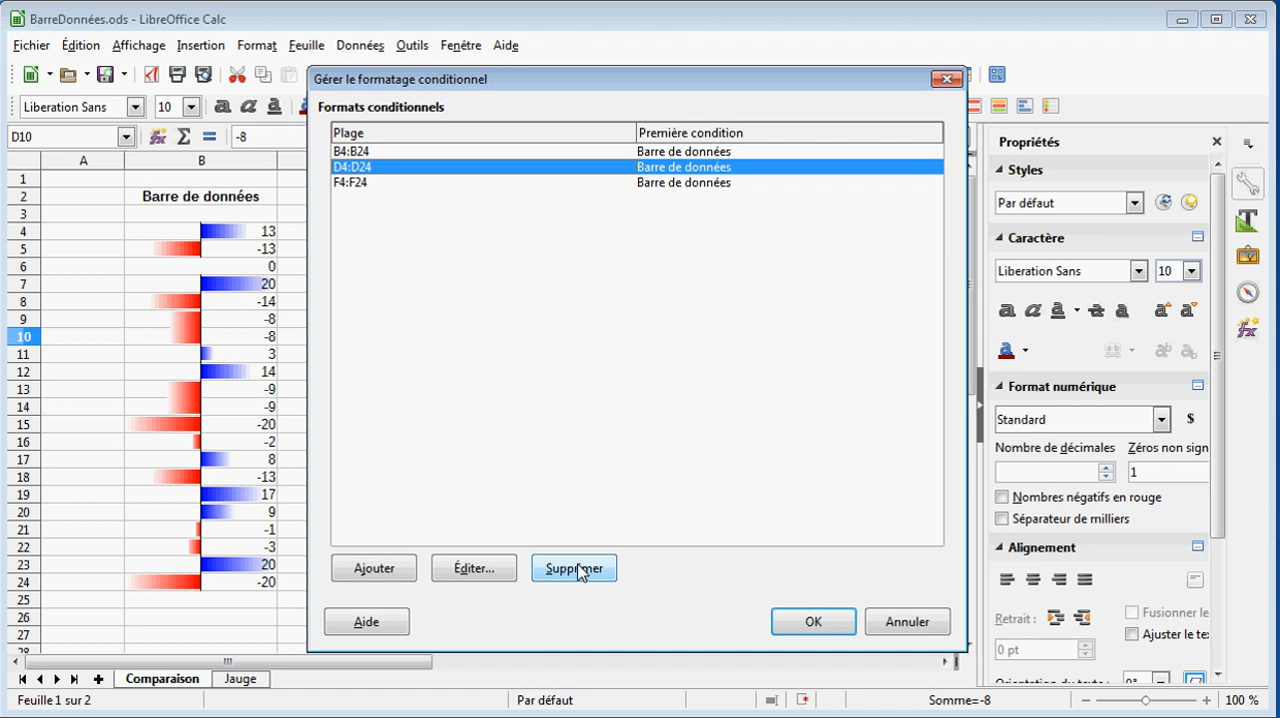 BarreDonnées.ods - LibreOffice Calc
Fichier Édition Affichage Insertion Format Feuille Données Outils Fenêtre Aide
Gérer le formatage conditionnel
Liberation Sans 10
Formats conditionnels
D10 -8
Plage Première condition
B4:B24 Barre de données
D4:D24 Barre de données
F4:F24 Barre de données
A B
1
2 Barre de données
3
4 13
5 -13
6 0
7 20
8 -14
9 -8
10 -8
11 3
12 14
13 -9
14 -9
15 -20
16 -2
17 8
18 -13
19 17
20 9
21 -1
22 -3
23 20
24 -20
25
26
27
28
Ajouter Éditer... Supprimer
Aide OK Annuler
Propriétés
Styles
Par défaut
Caractère
Liberation Sans 10
Format numérique
Standard $
Nombre de décimales Zéros non sign
1
Nombres négatifs en rouge
Séparateur de milliers
Alignement
Retrait : Fusionner le
0 pt Ajuster le te
Orientation du texte : 0°
Comparaison Jauge
Feuille 1 sur 2 Par défaut Somme=-8 100 %